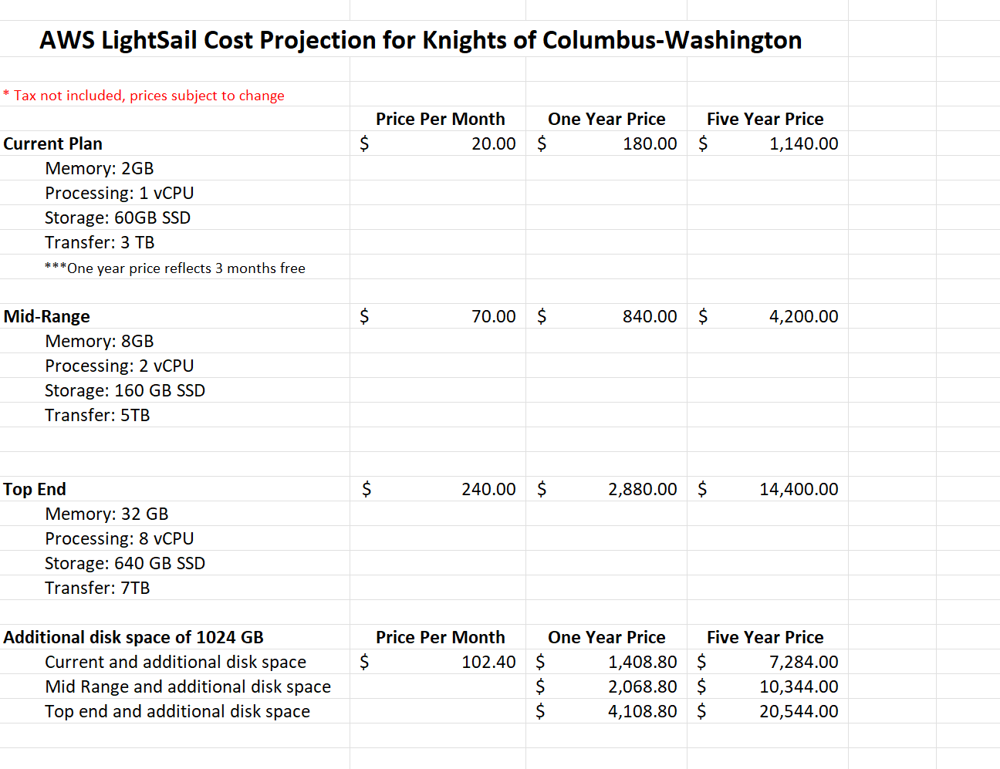 AWS LightSail Cost Projection for Knights of Columbus-Washington
* Tax not included, prices subject to change
Price Per Month One Year Price Five Year Price
Current Plan $ 20.00 $ 180.00 $ 1,140.00
Memory: 2GB
Processing: 1 vCPU
Storage: 60GB SSD
Transfer: 3 TB
***One year price reflects 3 months free
Mid-Range $ 70.00 $ 840.00 $ 4,200.00
Memory: 8GB
Processing: 2 vCPU
Storage: 160 GB SSD
Transfer: 5TB
Top End $ 240.00 $ 2,880.00 $ 14,400.00
Memory: 32 GB
Processing: 8 vCPU
Storage: 640 GB SSD
Transfer: 7TB
Additional disk space of 1024 GB Price Per Month One Year Price Five Year Price
Current and additional disk space $ 102.40 $ 1,408.80 $ 7,284.00
Mid Range and additional disk space $ 2,068.80 $ 10,344.00
Top end and additional disk space $ 4,108.80 $ 20,544.00